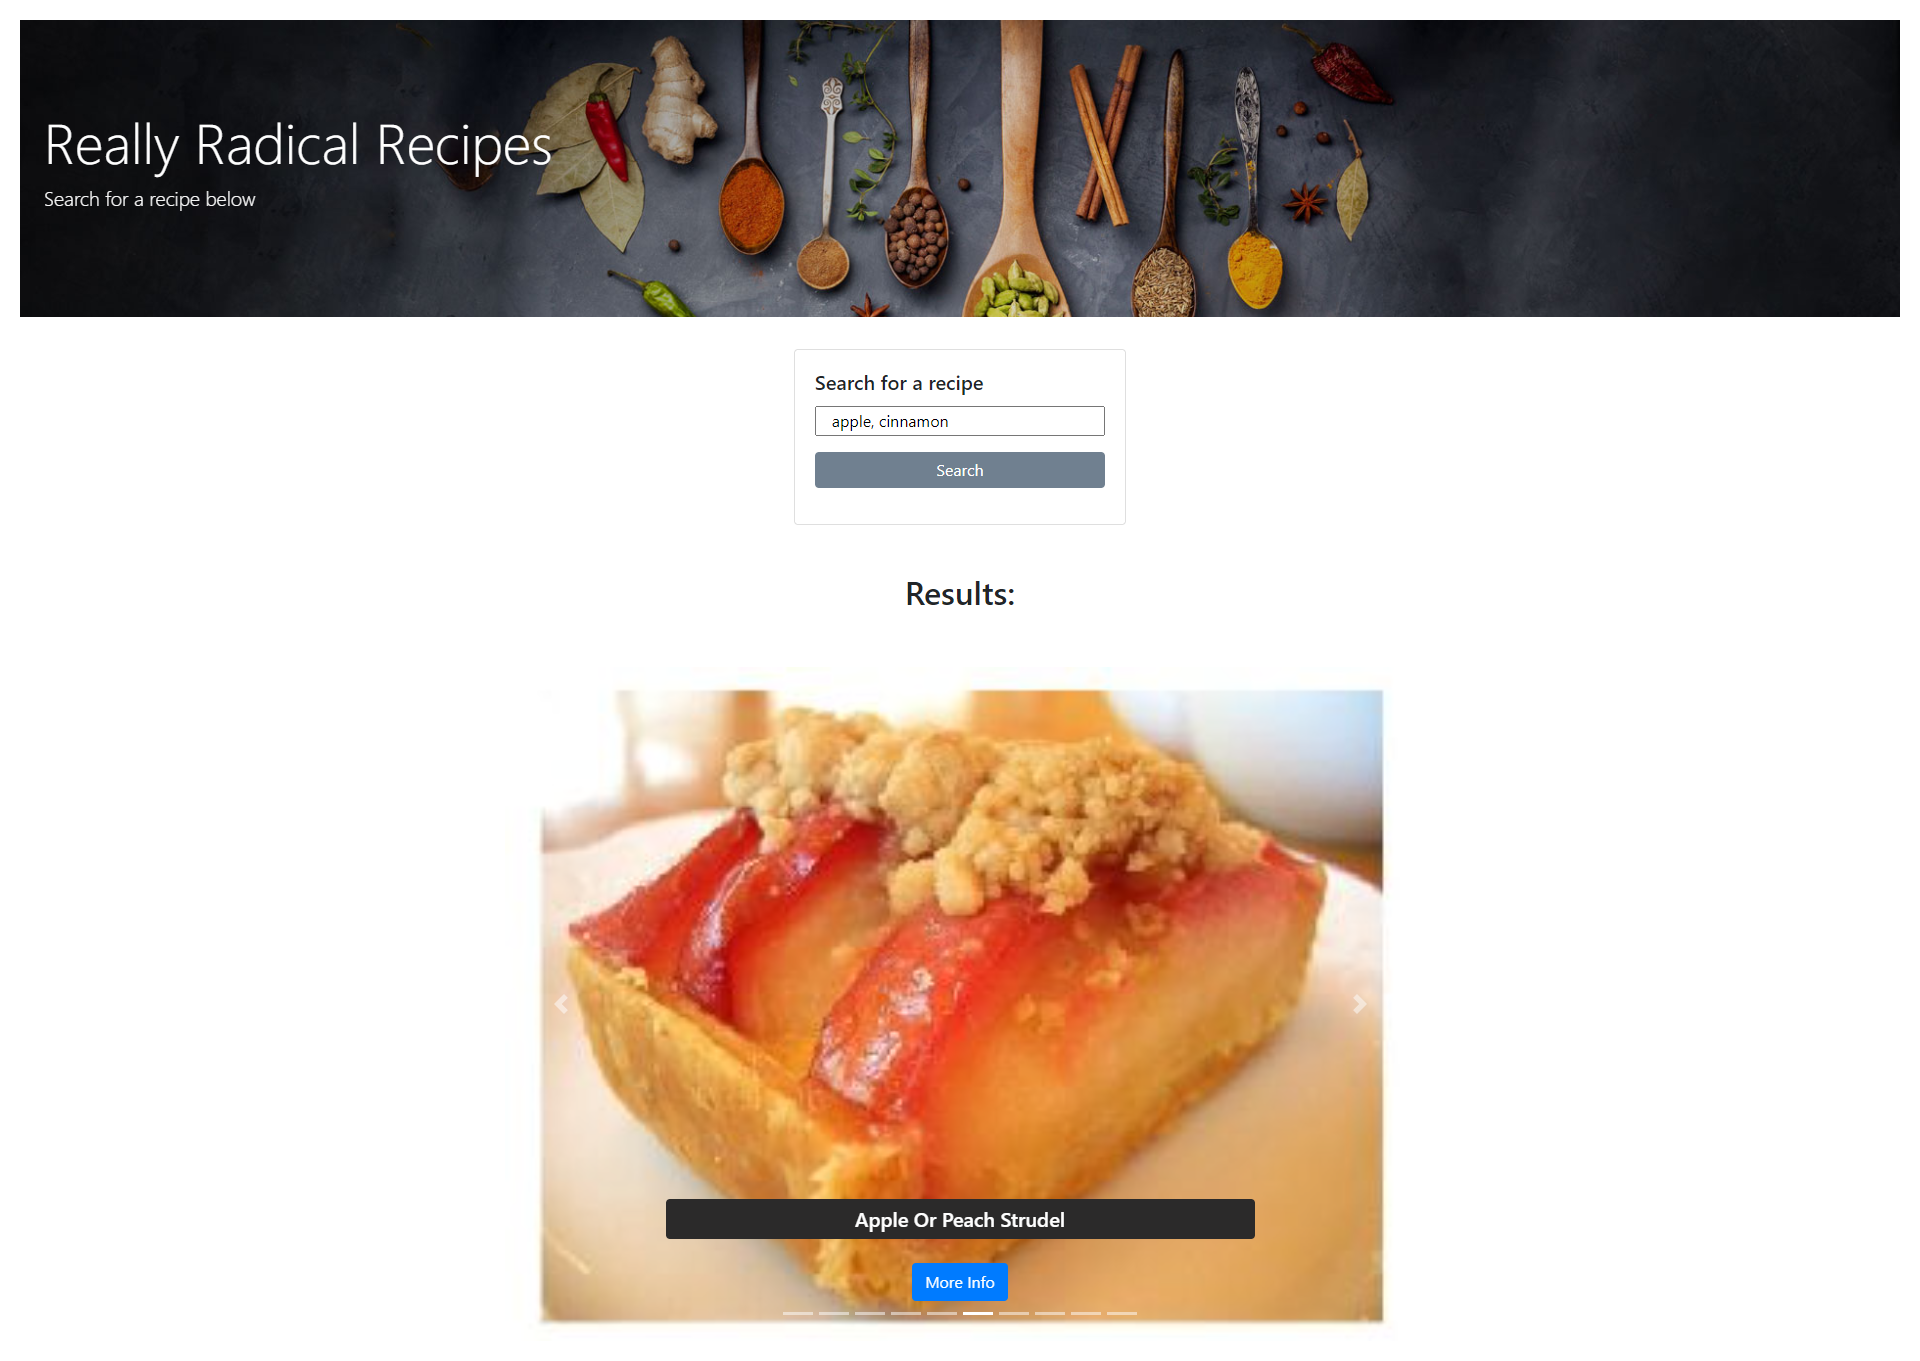 Really Radical Recipes
Search for a recipe below
Search for a recipe
apple, cinnamon
Search
Results:
Apple Or Peach Strudel
More Info